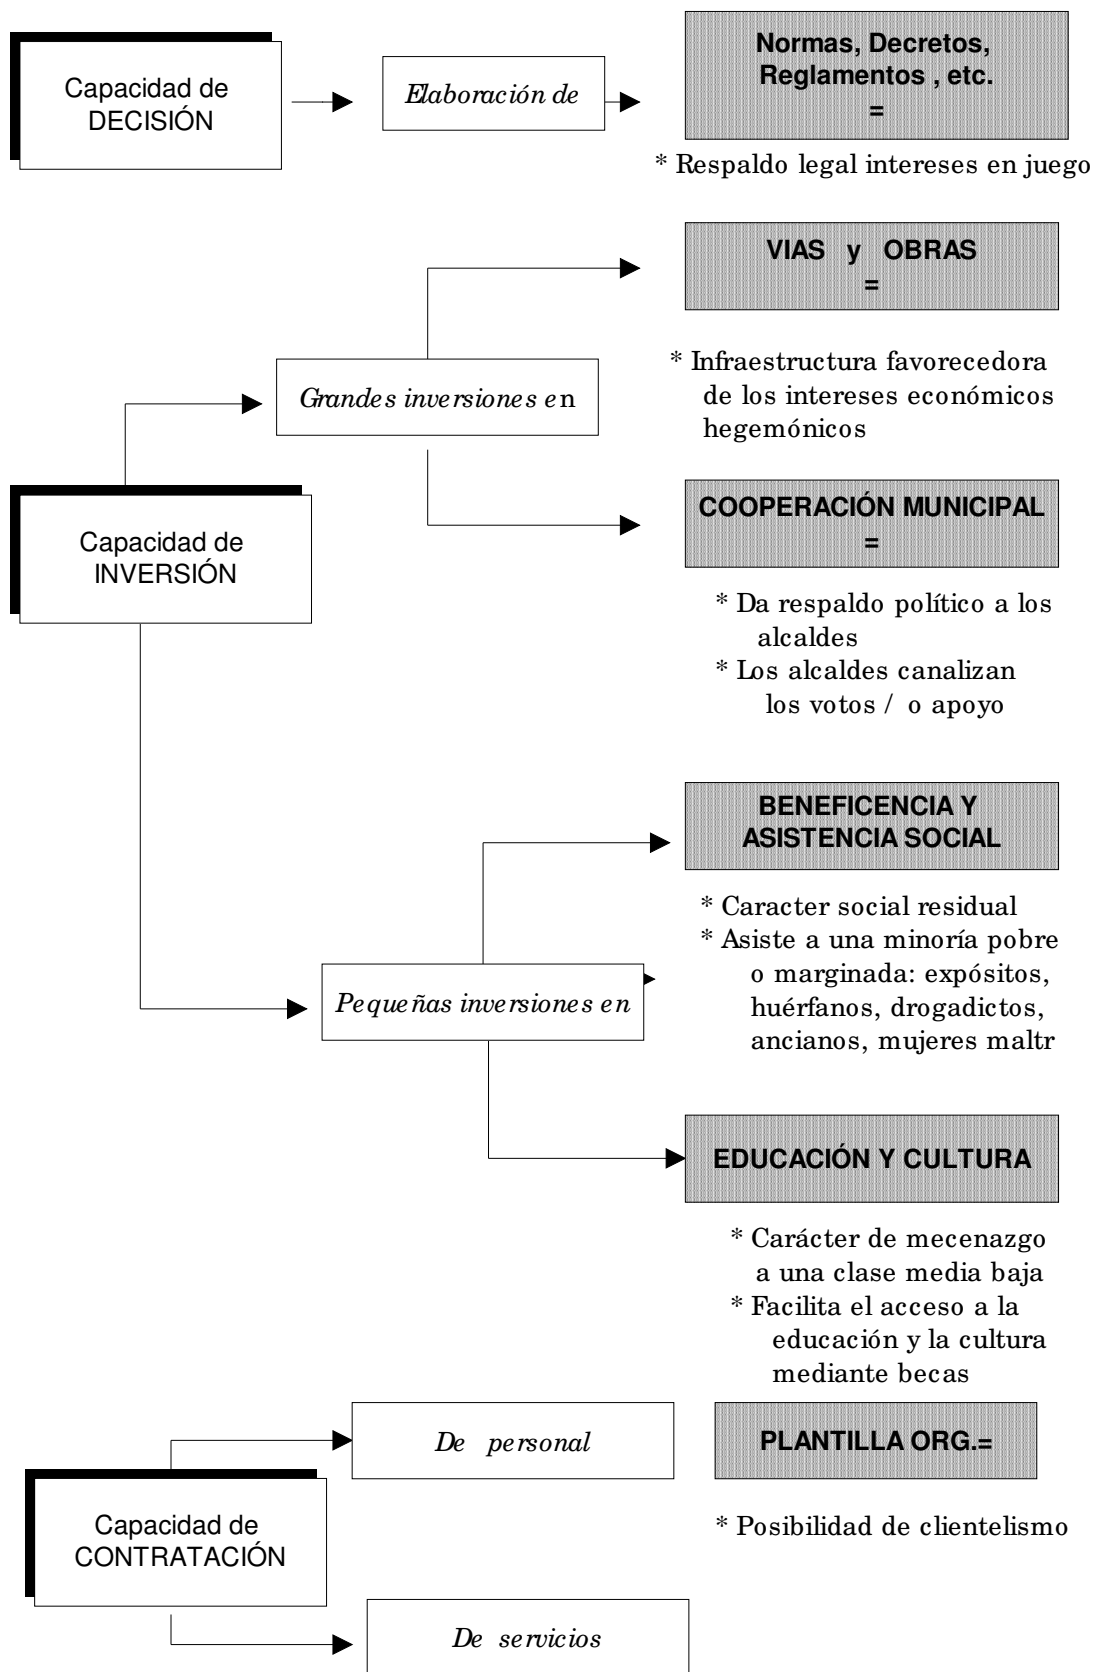 Capacidad de
DECISIÓN
Elaboración de
Normas, Decretos,
Reglamentos , etc.
=
* Respaldo legal intereses en juego
VIAS y OBRAS
=
* Infraestructura favorecedora
de los intereses económicos
hegemónicos
Grandes inversiones en
Capacidad de
INVERSIÓN
COOPERACIÓN MUNICIPAL
=
* Da respaldo político a los
alcaldes
* Los alcaldes canalizan
los votos / o apoyo
BENEFICENCIA Y
ASISTENCIA SOCIAL
* Caracter social residual
* Asiste a una minoría pobre
o marginada: expósitos,
huérfanos, drogadictos,
ancianos, mujeres maltr
Pequeñas inversiones en
EDUCACIÓN Y CULTURA
* Carácter de mecenazgo
a una clase media baja
* Facilita el acceso a la
educación y la cultura
mediante becas
De personal
PLANTILLA ORG.=
* Posibilidad de clientelismo
Capacidad de
CONTRATACIÓN
De servicios